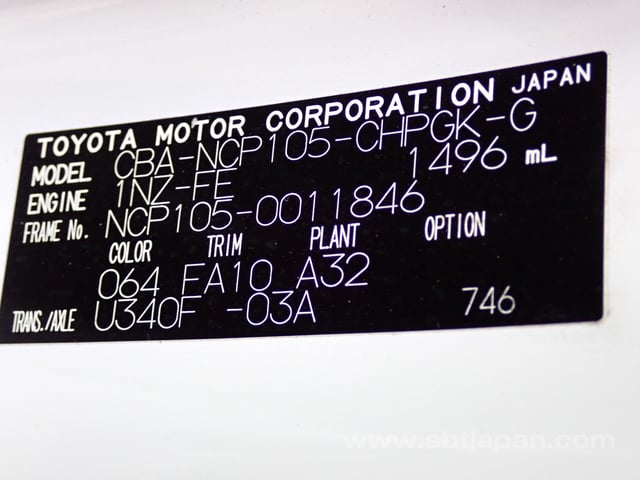 TOYOTA MOTOR CORPORATION JAPAN
MODEL CBA-NCP105-CHPGK-G
ENGINE 1NZ-FE 1496 mL
FRAME No. NCP105-0011846
COLOR TRIM PLANT OPTION
064 FA10 A32
TRANS./AXLE U340F -03A 746
www.sbtjapan.com